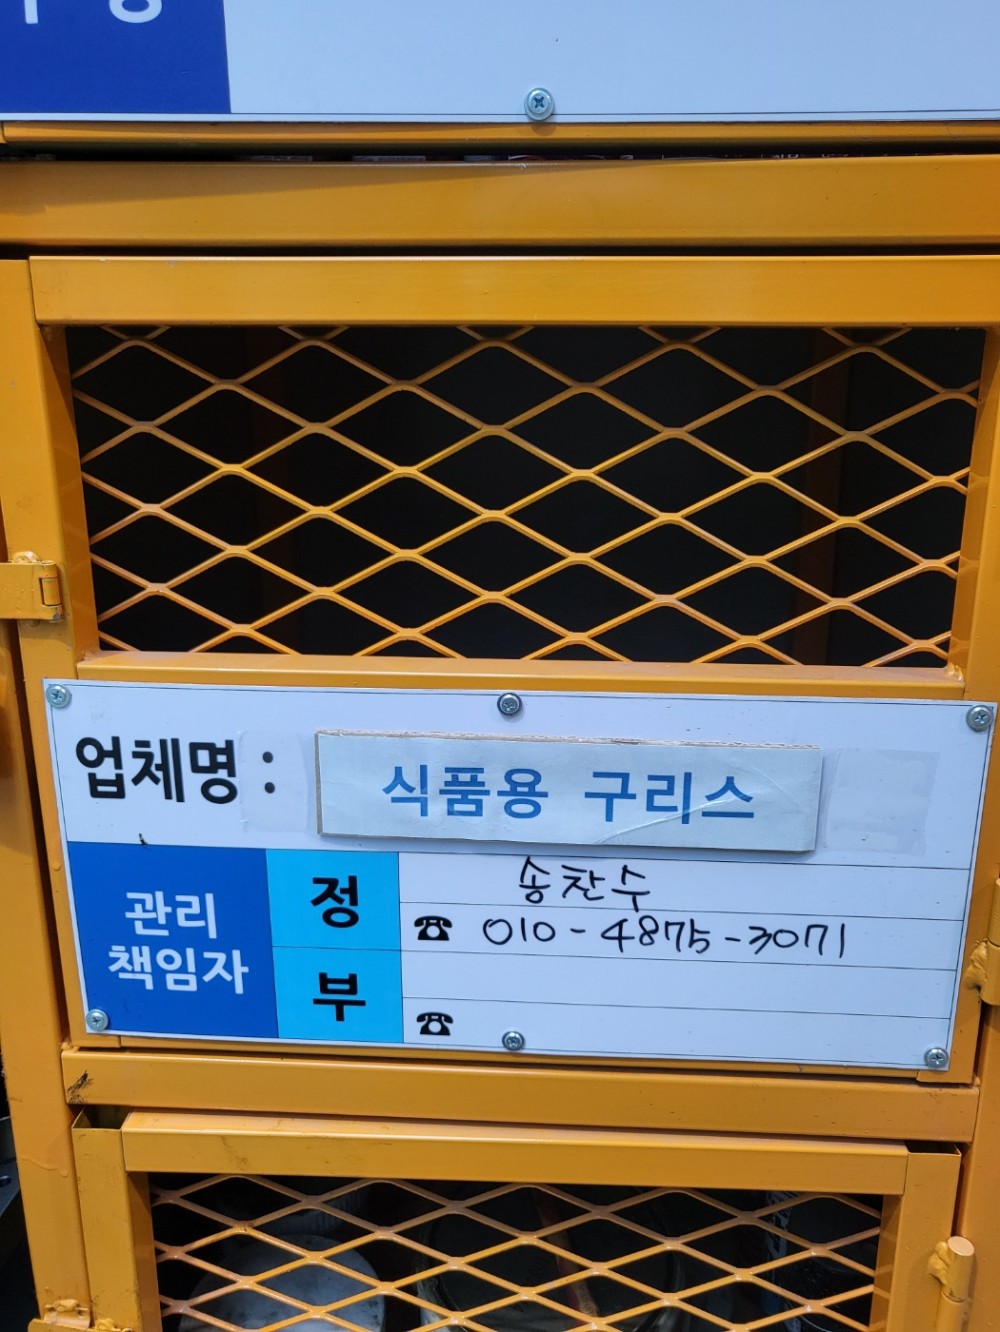 업체명 : 식품용 구리스
관리
책임자
정
송찬수
☎ 010-4875-3071
부
☎